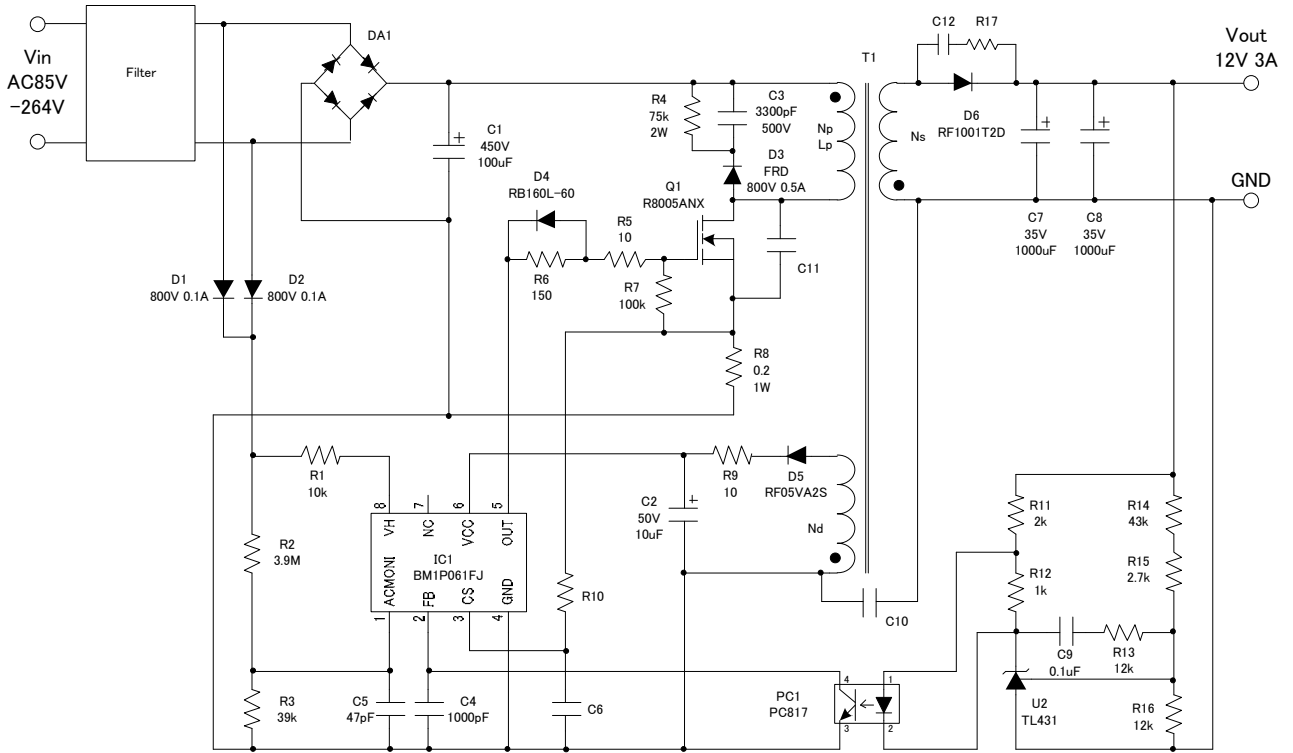 Vin
AC85V
-264V
Filter
DA1
C1
450V
100uF
D1
800V 0.1A
D2
800V 0.1A
R1
10k
R2
3.9M
R3
39k
C5
47pF
C4
1000pF
C6
8
7
6
5
VH
NC
VCC
OUT
IC1
BM1P061FJ
ACMONI
FB
CS
GND
1
2
3
4
D4
RB160L-60
R6
150
R5
10
R7
100k
Q1
R8005ANX
R4
75k
2W
C3
3300pF
500V
D3
FRD
800V 0.5A
C11
R8
0.2
1W
R10
C2
50V
10uF
R9
10
D5
RF05VA2S
T1
Np
Lp
Ns
Nd
C10
C12
R17
D6
RF1001T2D
C7
35V
1000uF
C8
35V
1000uF
Vout
12V 3A
GND
R11
2k
R12
1k
R14
43k
R15
2.7k
C9
0.1uF
R13
12k
R16
12k
U2
TL431
PC1
PC817
4
3
1
2